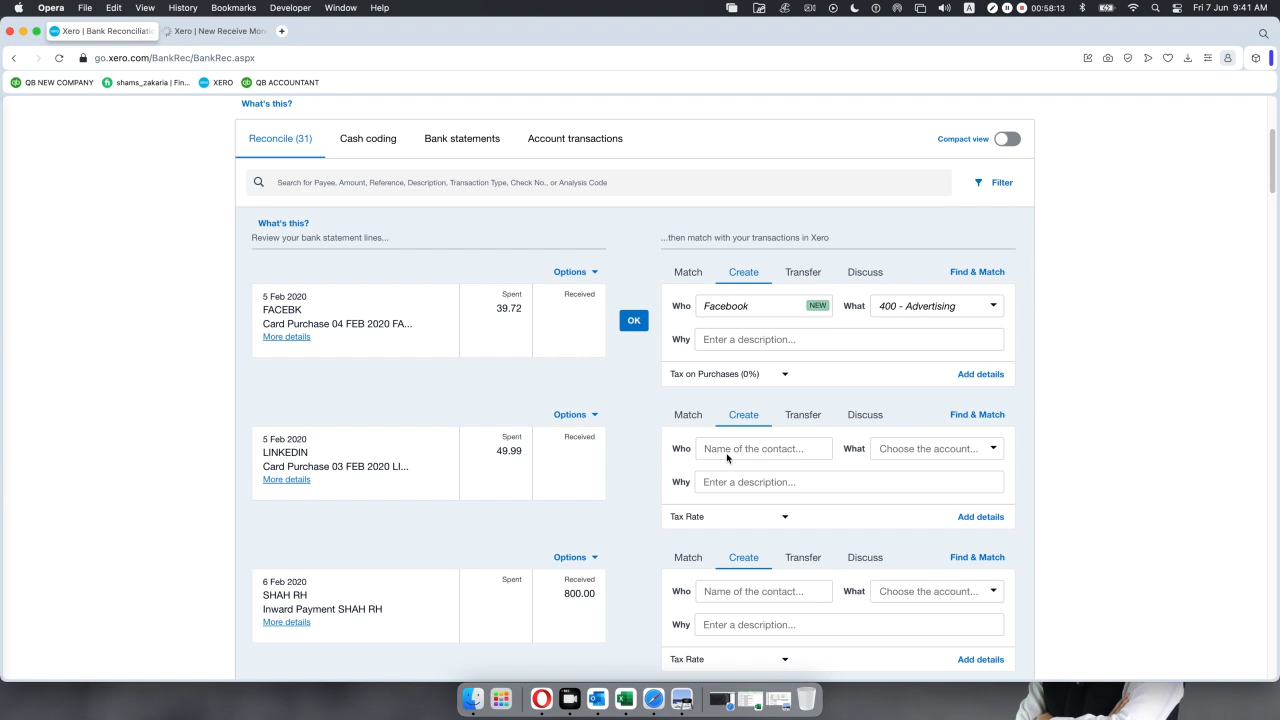 Opera File Edit View History Bookmarks Developer Window Help 00:58:13 A Fri 7 Jun 9:41 AM
Xero | Bank Reconciliatic Xero | New Receive Mon
go.xero.com/BankRec/BankRec.aspx
QB NEW COMPANY shams_zakaria | Fin... XERO QB ACCOUNTANT
What's this?
Reconcile (31) Cash coding Bank statements Account transactions Compact view
Search for Payee, Amount, Reference, Description, Transaction Type, Check No., or Analysis Code Filter
What's this?
Review your bank statement lines... ...then match with your transactions in Xero
Options Match Create Transfer Discuss Find & Match
5 Feb 2020 Spent Received
FACEBK 39.72 OK Who Facebook NEW What 400 - Advertising
Card Purchase 04 FEB 2020 FA...
More details Why Enter a description...
Tax on Purchases (0%) Add details
Options Match Create Transfer Discuss Find & Match
5 Feb 2020 Spent Received
LINKEDIN 49.99 Who Name of the contact... What Choose the account...
Card Purchase 03 FEB 2020 LI...
More details Why Enter a description...
Tax Rate Add details
Options Match Create Transfer Discuss Find & Match
6 Feb 2020 Spent Received
SHAH RH 800.00 Who Name of the contact... What Choose the account...
Inward Payment SHAH RH
More details Why Enter a description...
Tax Rate Add details